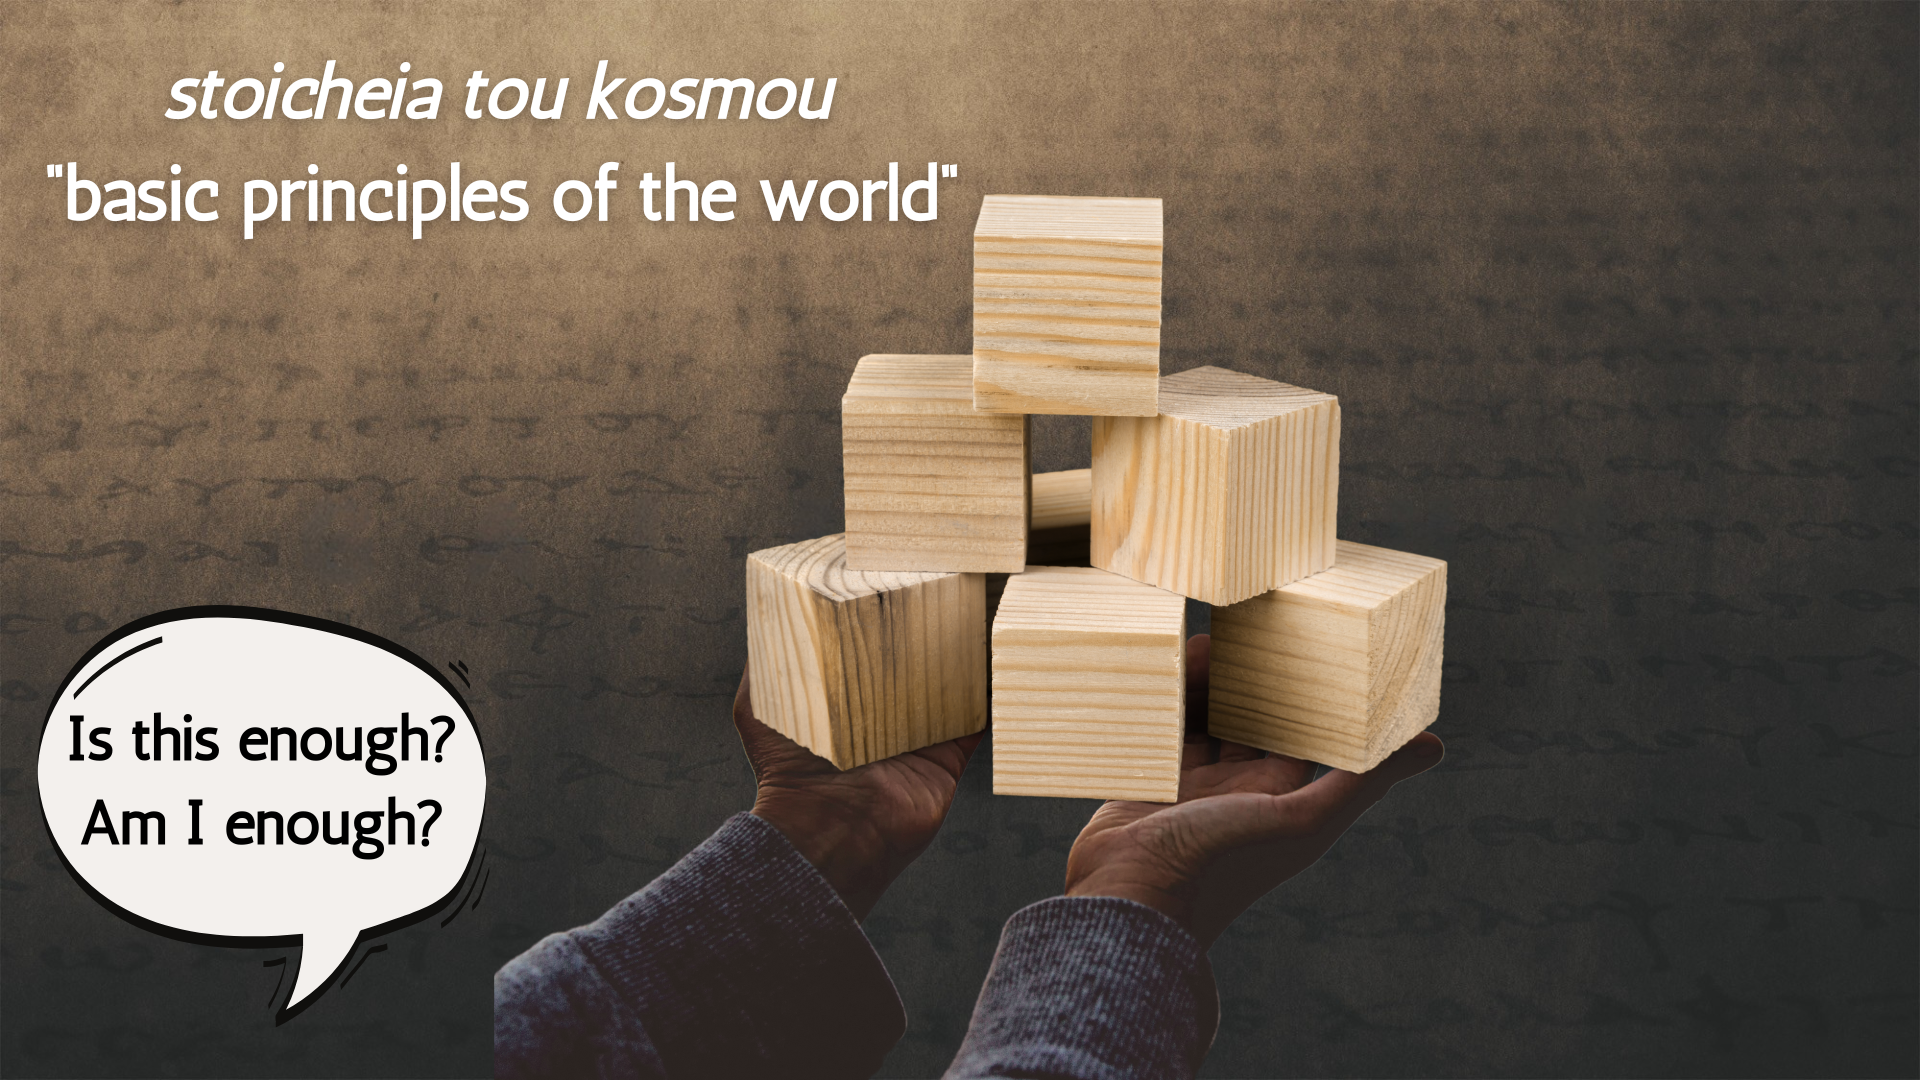 stoicheia tou kosmou
"basic principles of the world"
Is this enough?
Am I enough?